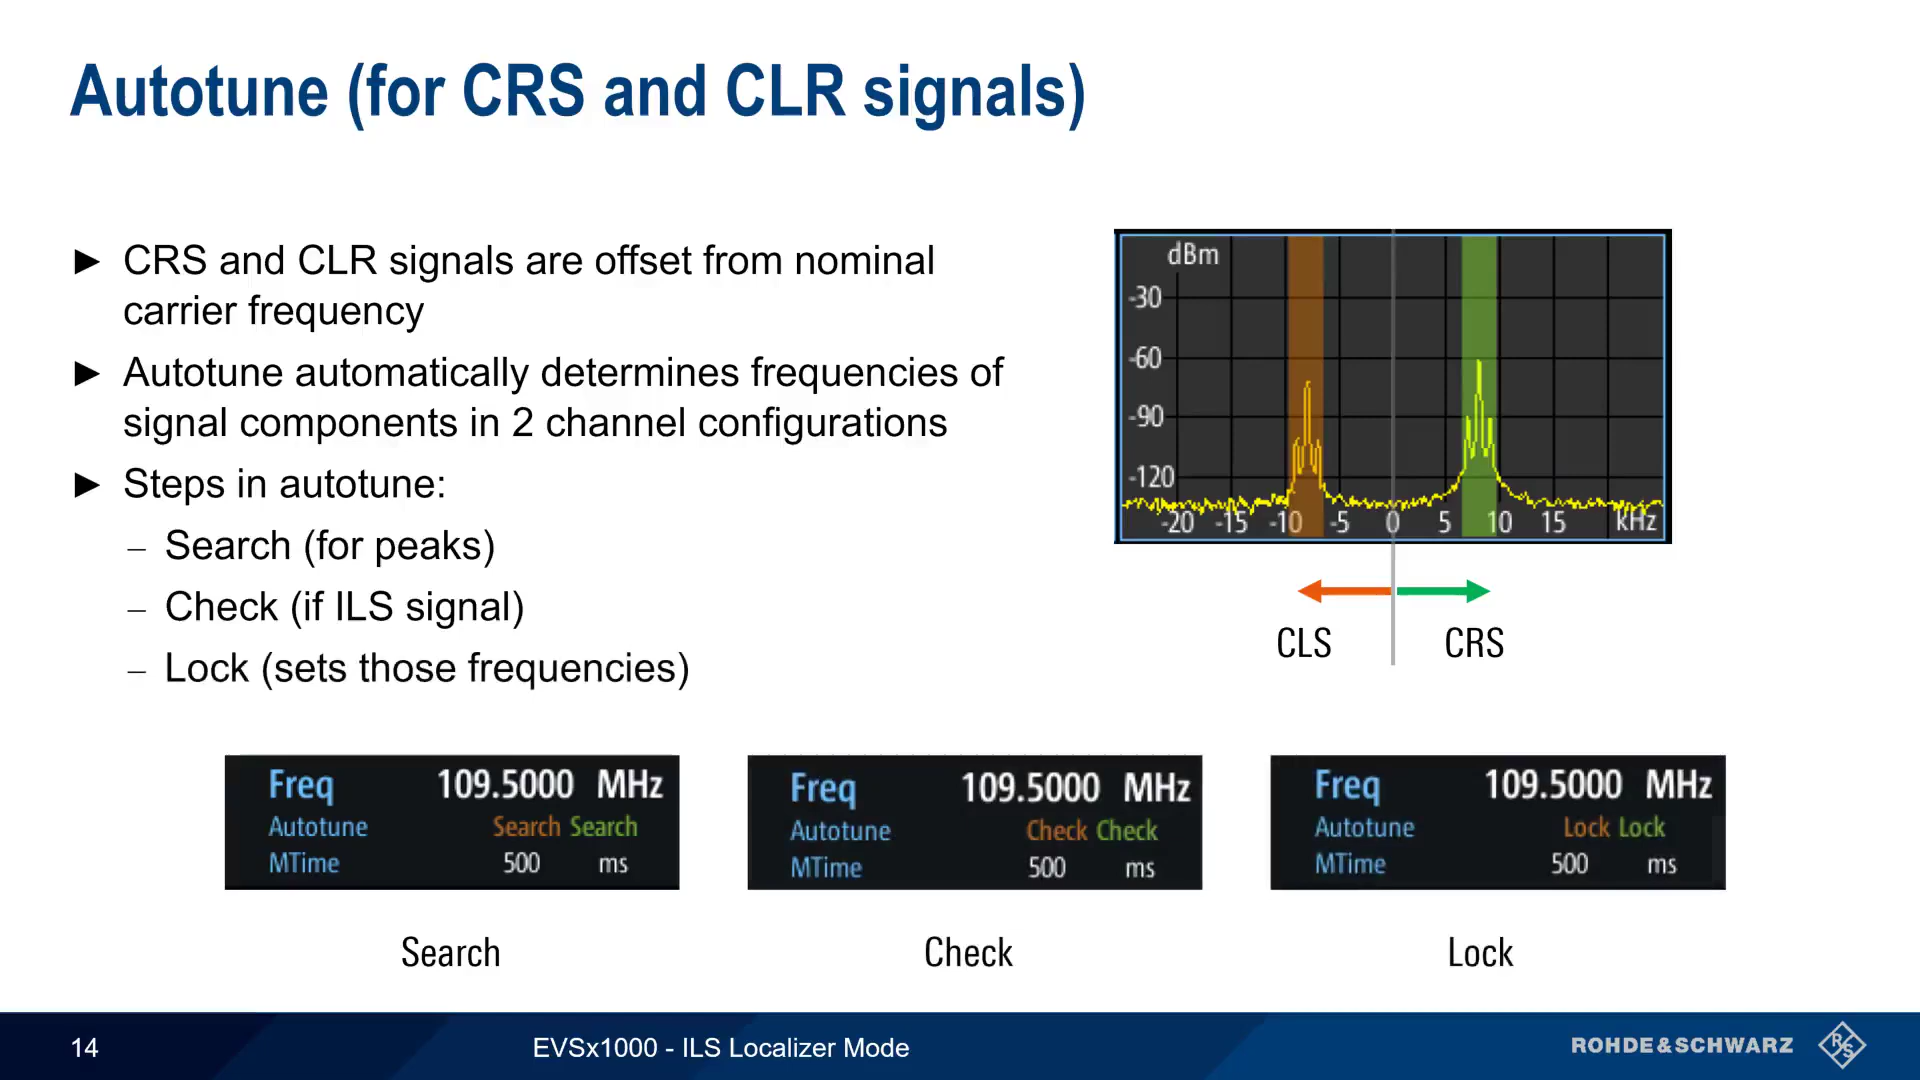 Autotune (for CRS and CLR signals)
► CRS and CLR signals are offset from nominal
carrier frequency
► Autotune automatically determines frequencies of
signal components in 2 channel configurations
► Steps in autotune:
– Search (for peaks)
– Check (if ILS signal)
– Lock (sets those frequencies)
dBm
-30
-60
-90
-120
-20 -15 -10 -5 0 5 10 15 kHz
CLS CRS
Freq 109.5000 MHz
Autotune Search Search
MTime 500 ms
Search
Freq 109.5000 MHz
Autotune Check Check
MTime 500 ms
Check
Freq 109.5000 MHz
Autotune Lock Lock
MTime 500 ms
Lock
14
EVSx1000 - ILS Localizer Mode
ROHDE&SCHWARZ
R
S